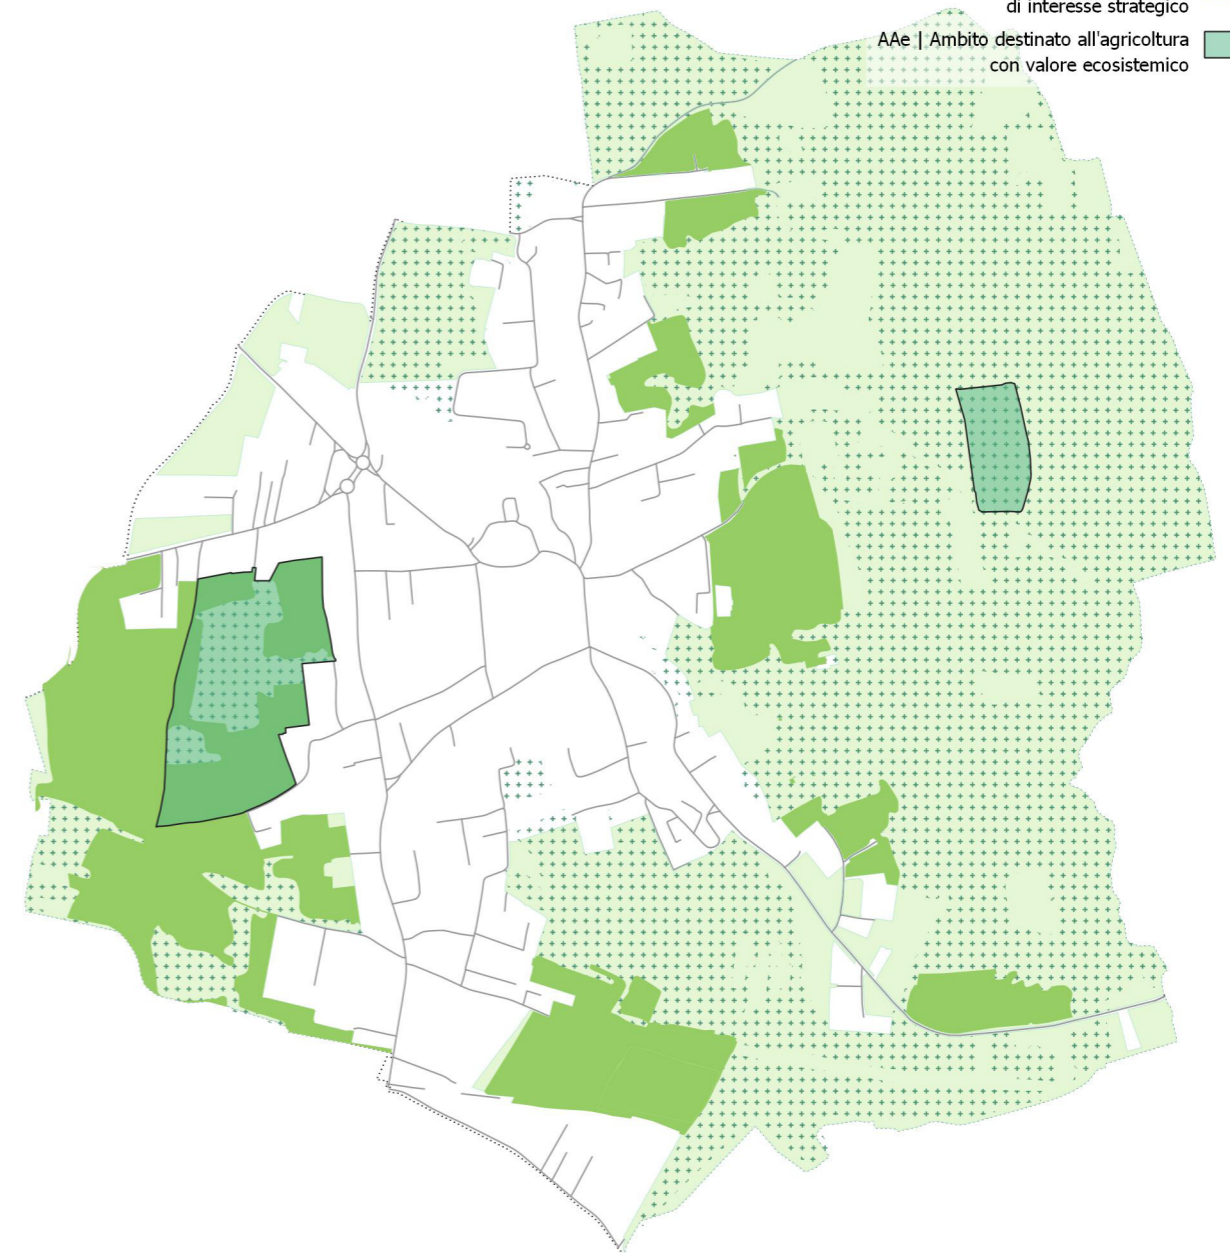 di interesse strategico
AAe | Ambito destinato all'agricoltura
con valore ecosistemico